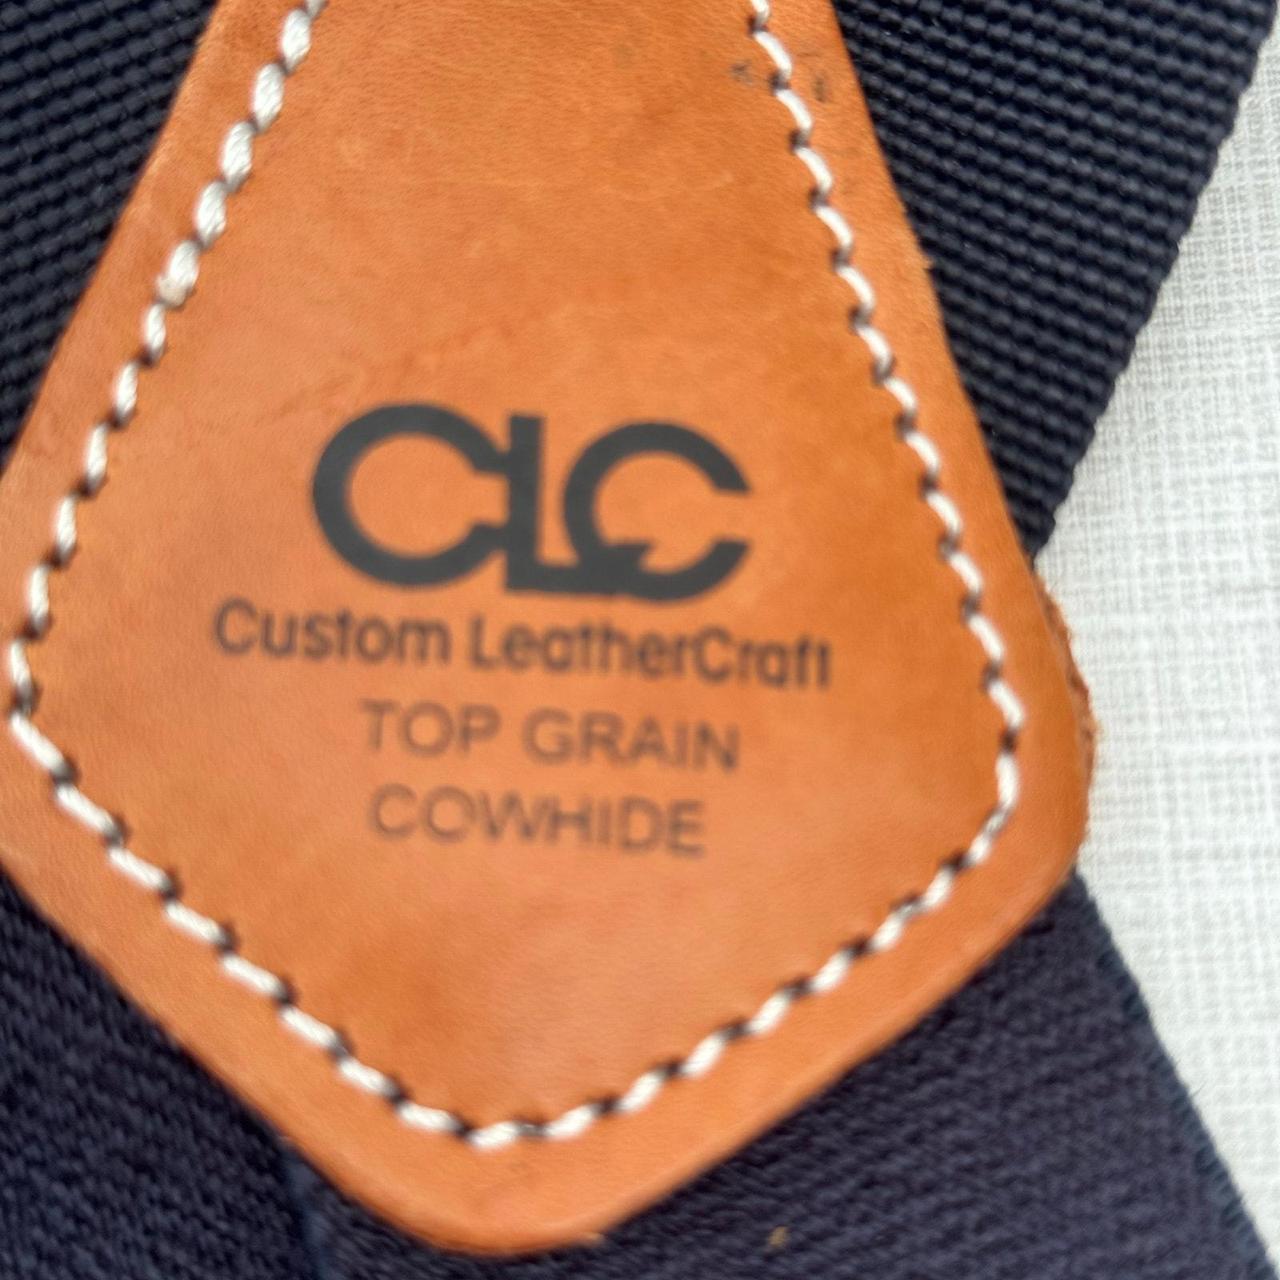 CLC
Custom LeatherCraft
TOP GRAIN
COWHIDE